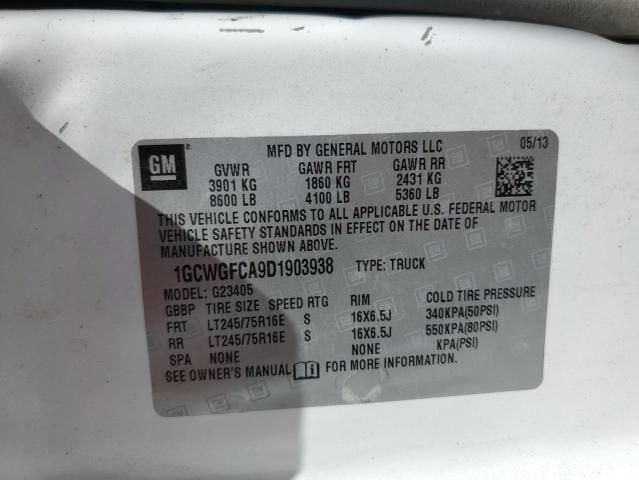 MFD BY GENERAL MOTORS LLC 05/13
GM
GVWR GAWR FRT GAWR RR
3901 KG 1860 KG 2431 KG
8600 LB 4100 LB 5360 LB
THIS VEHICLE CONFORMS TO ALL APPLICABLE U.S. FEDERAL MOTOR
VEHICLE SAFETY STANDARDS IN EFFECT ON THE DATE OF
MANUFACTURE SHOWN ABOVE.
1GCWGFCA9D1903938 TYPE: TRUCK
MODEL: G23405
GBBP TIRE SIZE SPEED RTG RIM COLD TIRE PRESSURE
FRT LT245/75R16E S 16X6.5J 340KPA(50PSI)
RR LT245/75R16E S 16X6.5J 550KPA(80PSI)
SPA NONE NONE KPA(PSI)
SEE OWNER'S MANUAL i FOR MORE INFORMATION.